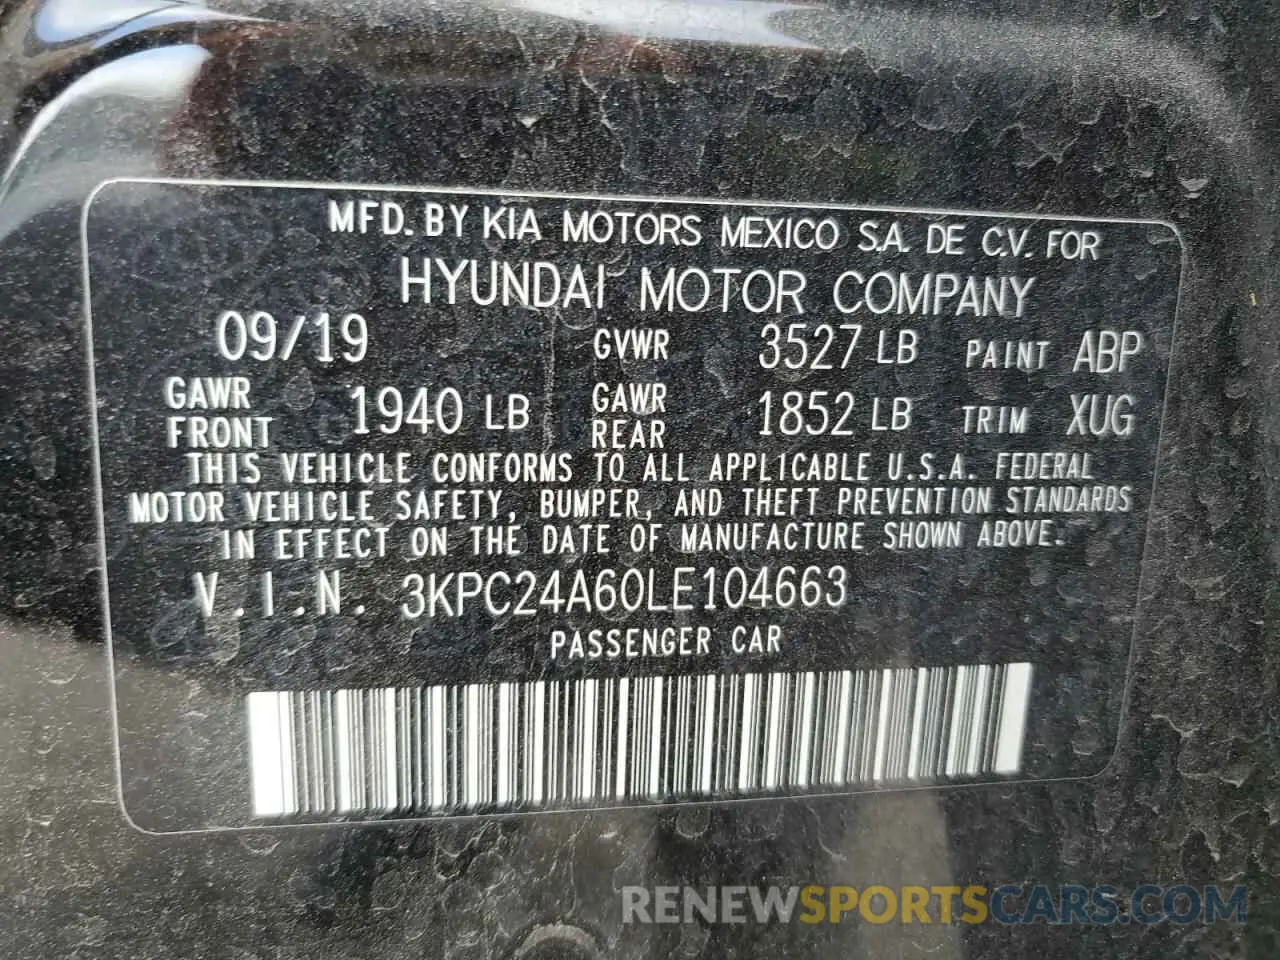 MFD. BY KIA MOTORS MEXICO S.A. DE C.V. FOR
HYUNDAI MOTOR COMPANY
09/19 GVWR 3527 LB PAINT ABP
GAWR FRONT 1940 LB GAWR REAR 1852 LB TRIM XUG
THIS VEHICLE CONFORMS TO ALL APPLICABLE U.S.A. FEDERAL
MOTOR VEHICLE SAFETY, BUMPER, AND THEFT PREVENTION STANDARDS
IN EFFECT ON THE DATE OF MANUFACTURE SHOWN ABOVE.
V.I.N. 3KPC24A60LE104663
PASSENGER CAR
RENEWSPORTSCARS.COM